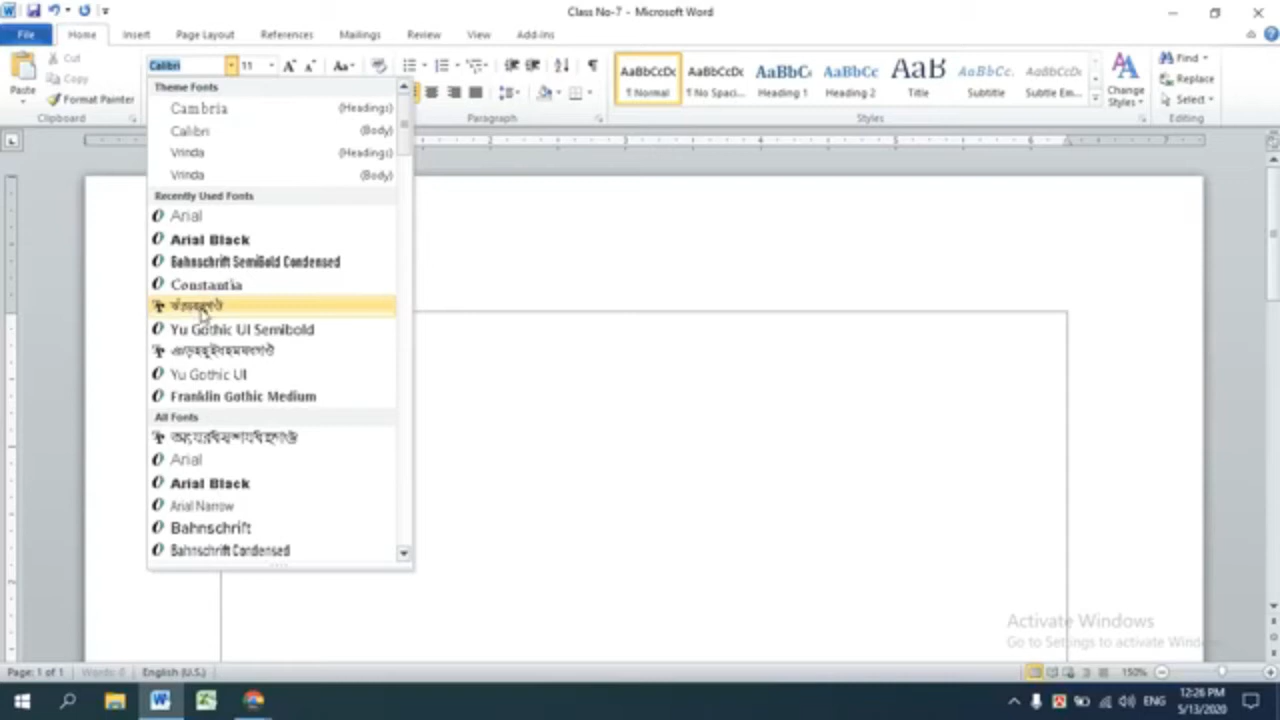 Class No-7 - Microsoft Word
File Home Insert Page Layout References Mailings Review View Add-Ins
Cut
Copy
Format Painter
Paste
Clipboard
Calibri 11
Paragraph
AaBbCcDc AaBbCcDc AaBbC AaBbCc AaB AaBbCc. AaBbCcDc
¶ Normal ¶ No Spaci... Heading 1 Heading 2 Title Subtitle Subtle Em...
Change Styles
Styles
Find
Replace
Select
Editing
Theme Fonts
Cambria (Headings)
Calibri (Body)
Vrinda (Headings)
Vrinda (Body)
Recently Used Fonts
Arial
Arial Black
Bahnschrift SemiBold Condensed
Constantia
Yu Gothic UI Semibold
Yu Gothic UI
Franklin Gothic Medium
All Fonts
Arial
Arial Black
Arial Narrow
Bahnschrift
Bahnschrift Condensed
Activate Windows
Go to Settings to activate
Page: 1 of 1 Words: 0 English (U.S.) 150%
ENG 12:26 PM
5/13/2020